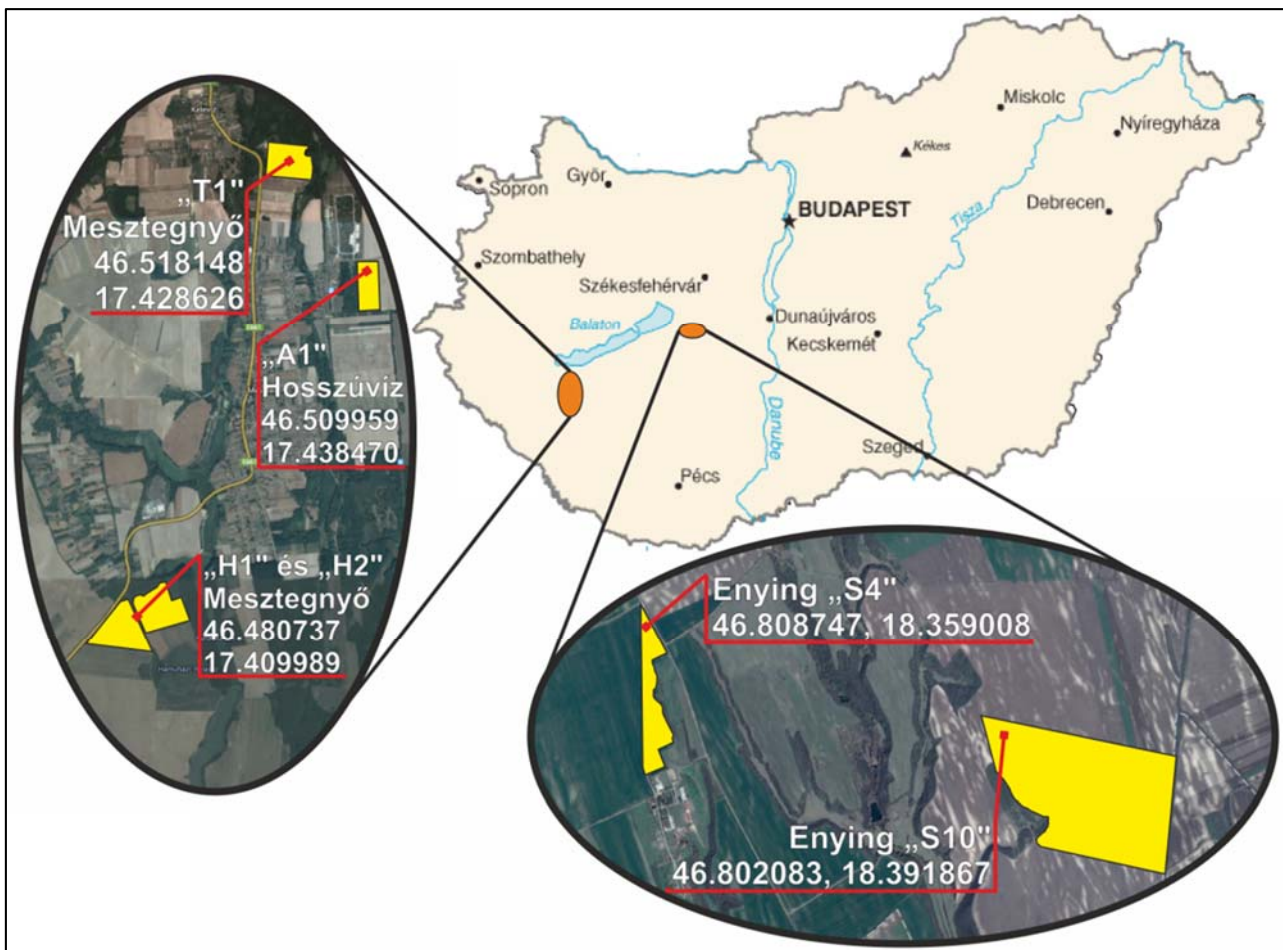 Miskolc
Nyíregyháza
Kékes
Sopron
Győr
Debrecen
BUDAPEST
Tisza
Szombathely
Székesfehérvár
Balaton
Dunaújváros
Kecskemét
Danube
Szeged
Pécs
„T1"
Mesztegnyő
46.518148
17.428626
„A1"
Hosszúvíz
46.509959
17.438470
„H1" és „H2"
Mesztegnyő
46.480737
17.409989
Enying „S4"
46.808747, 18.359008
Enying „S10"
46.802083, 18.391867